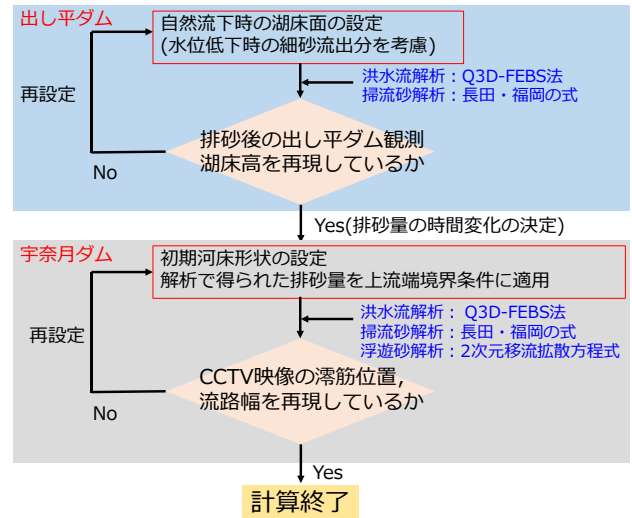 出し平ダム
自然流下時の湖床面の設定
(水位低下時の細砂流出分を考慮)
洪水流解析：Q3D-FEBS法
掃流砂解析：長田・福岡の式
再設定
排砂後の出し平ダム観測
湖床高を再現しているか
No
Yes(排砂量の時間変化の決定)
宇奈月ダム
初期河床形状の設定
解析で得られた排砂量を上流端境界条件に適用
洪水流解析： Q3D-FEBS法
掃流砂解析：長田・福岡の式
浮遊砂解析：2次元移流拡散方程式
再設定
CCTV映像の澪筋位置,
流路幅を再現しているか
No
Yes
計算終了